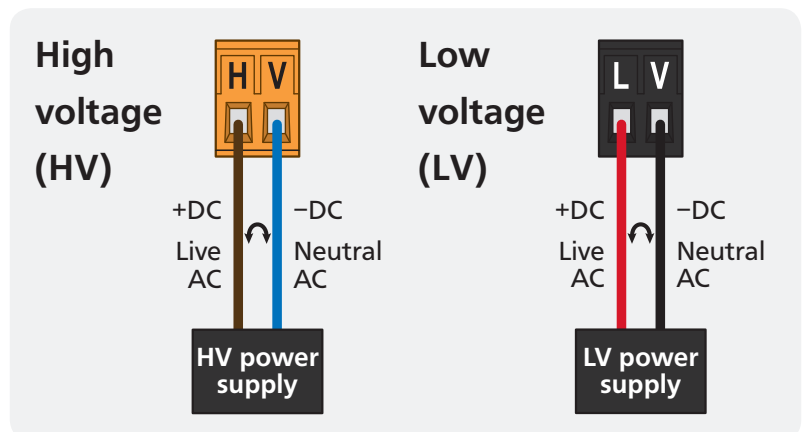 High
voltage
(HV)
H V
+DC
−DC
Live
AC
Neutral
AC
HV power
supply
Low
voltage
(LV)
L V
+DC
−DC
Live
AC
Neutral
AC
LV power
supply